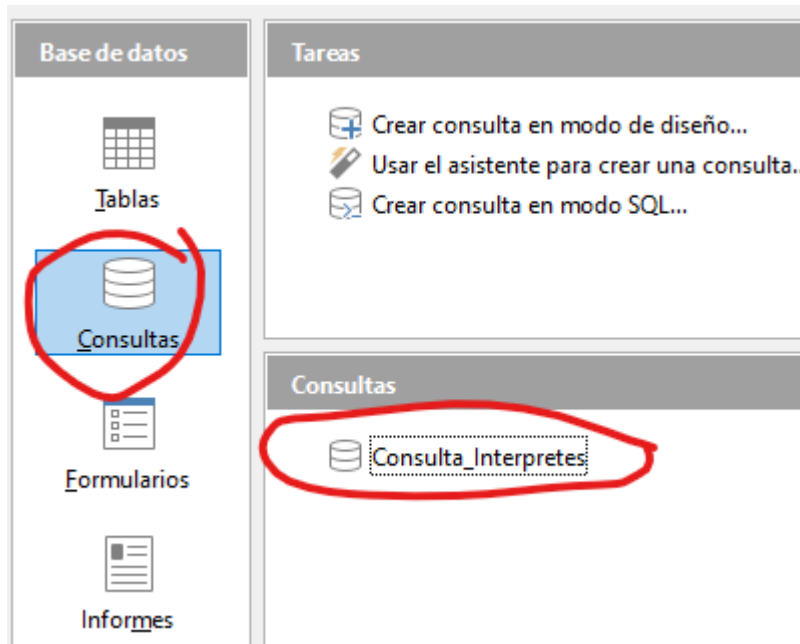 Base de datos
Tablas
Consultas
Formularios
Informes
Tareas
Crear consulta en modo de diseño...
Usar el asistente para crear una consulta..
Crear consulta en modo SQL...
Consultas
Consulta_Interpretes